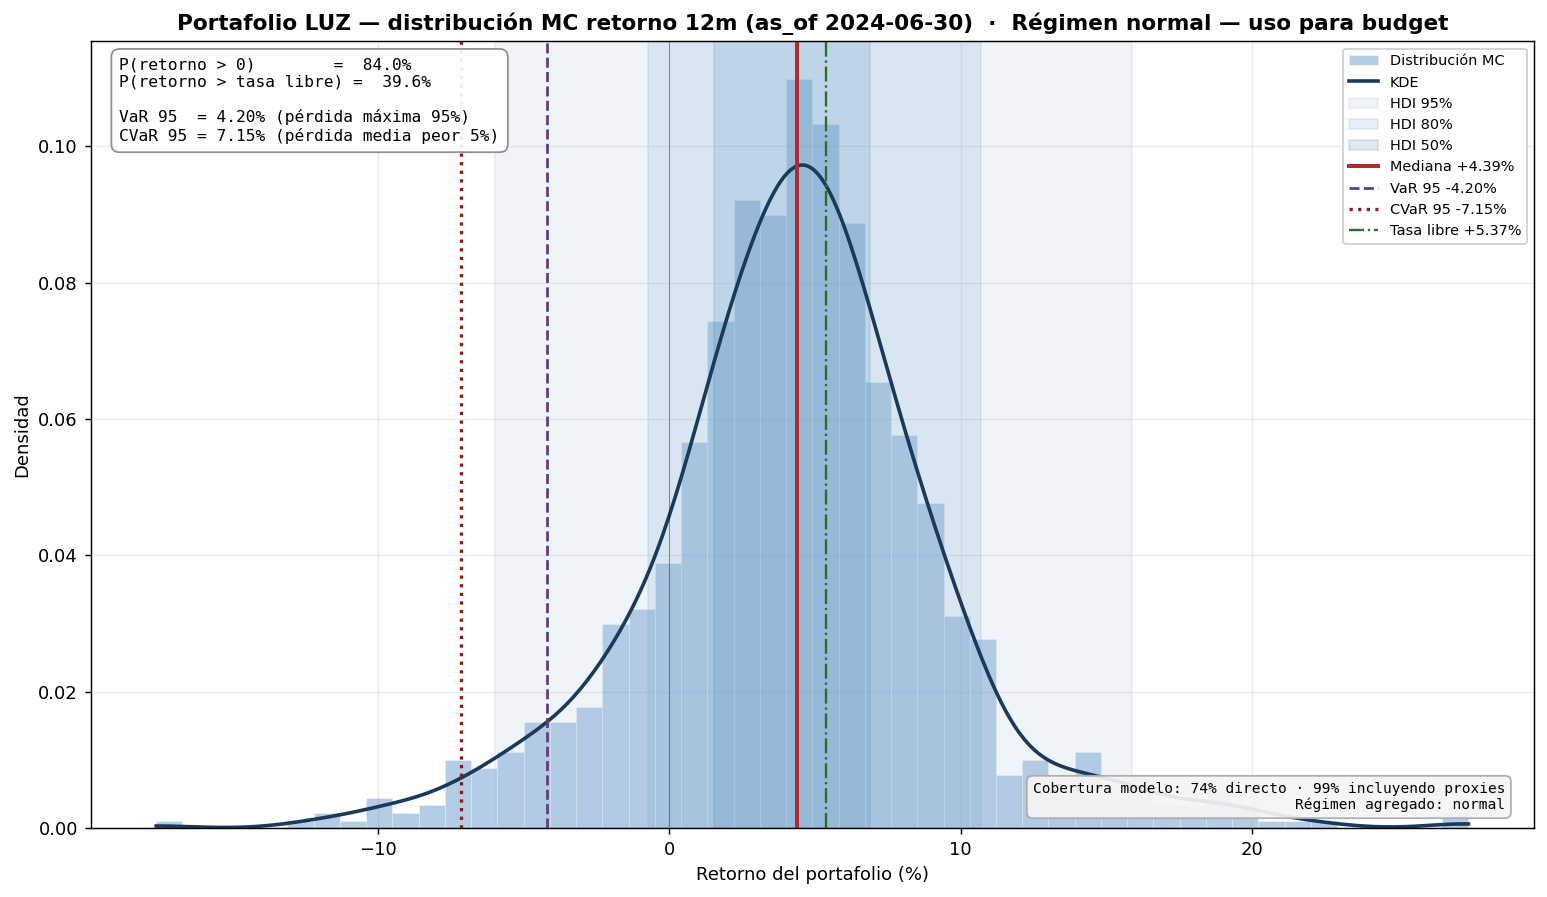 Portafolio LUZ — distribución MC retorno 12m (as_of 2024-06-30)  ·  Régimen normal — uso para budget
P(retorno > 0)        =  84.0%
P(retorno > tasa libre) =  39.6%
VaR 95  = 4.20% (pérdida máxima 95%)
CVaR 95 = 7.15% (pérdida media peor 5%)
Distribución MC
KDE
HDI 95%
HDI 80%
HDI 50%
Mediana +4.39%
VaR 95 -4.20%
CVaR 95 -7.15%
Tasa libre +5.37%
Densidad
0.10
0.08
0.06
0.04
0.02
0.00
Cobertura modelo: 74% directo · 99% incluyendo proxies
Régimen agregado: normal
−10
0
10
20
Retorno del portafolio (%)